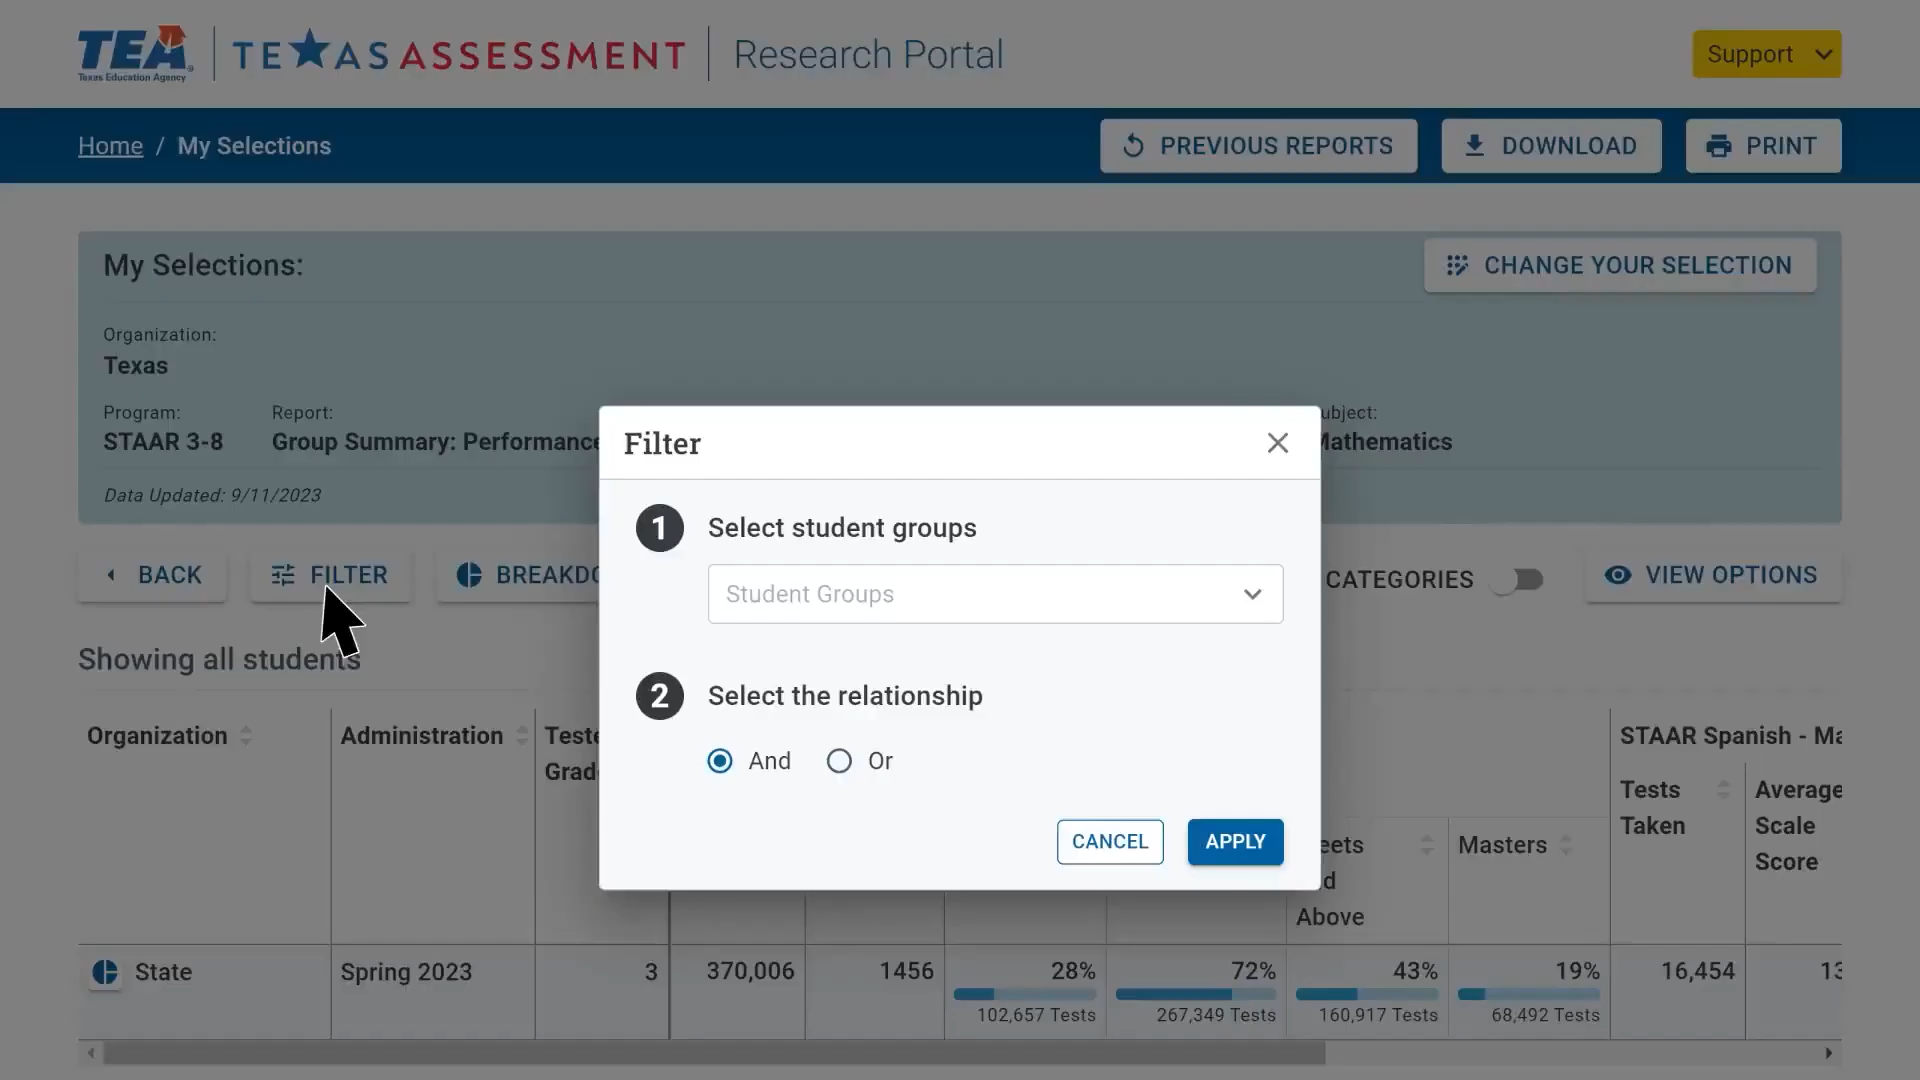 TEA
Texas Education Agency
TEXAS ASSESSMENT
Research Portal
Support
Home / My Selections
PREVIOUS REPORTS
DOWNLOAD
PRINT
My Selections:
CHANGE YOUR SELECTION
Organization:
Texas
Program:
STAAR 3-8
Report:
Group Summary: Performance
ubject:
Mathematics
Data Updated: 9/11/2023
Filter
1 Select student groups
Student Groups
2 Select the relationship
And
Or
CANCEL
APPLY
BACK
FILTER
BREAKDO
CATEGORIES
VIEW OPTIONS
Showing all students
Organization
Administration
Teste
Grad
eets
d
Above
Masters
STAAR Spanish - Ma
Tests
Taken
Average
Scale
Score
State
Spring 2023
3
370,006
1456
28%
102,657 Tests
72%
267,349 Tests
43%
160,917 Tests
19%
68,492 Tests
16,454
13